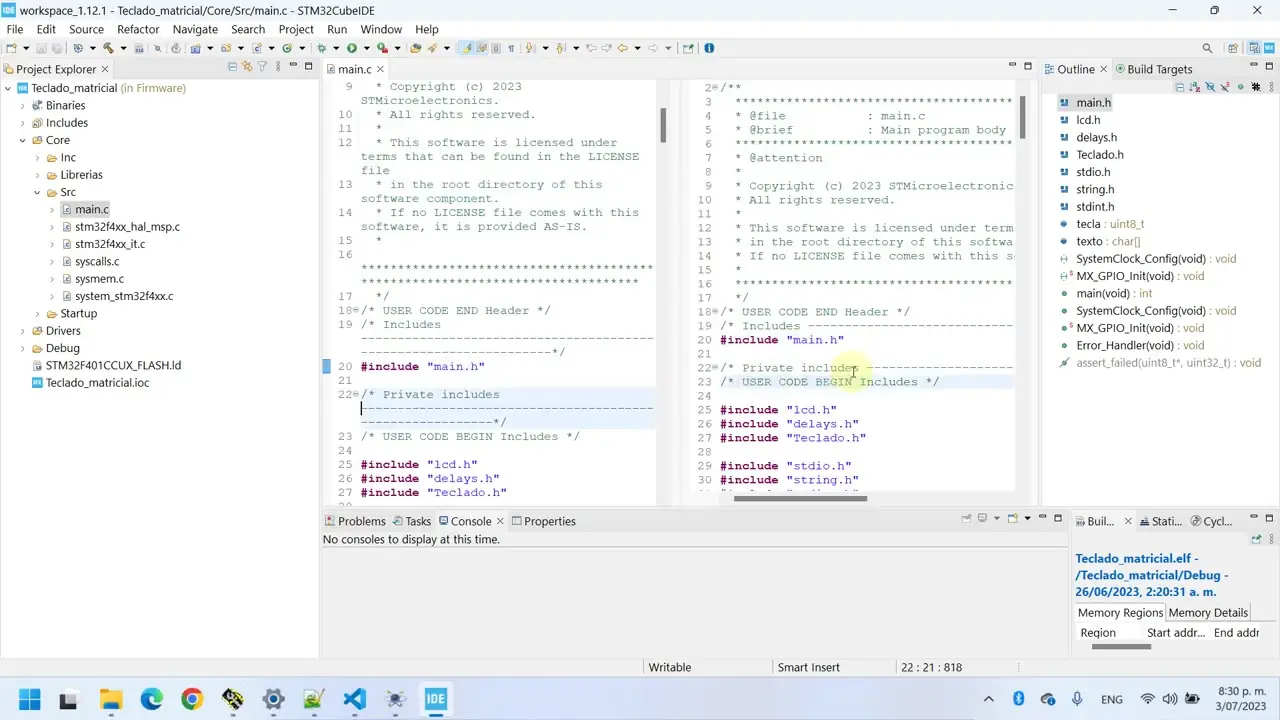 workspace_1.12.1 - Teclado_matricial/Core/Src/main.c - STM32CubeIDE
File Edit Source Refactor Navigate Search Project Run Window Help
Project Explorer
Teclado_matricial (in Firmware)
Binaries
Includes
Core
Inc
Librerias
Src
main.c
stm32f4xx_hal_msp.c
stm32f4xx_it.c
syscalls.c
sysmem.c
system_stm32f4xx.c
Startup
Drivers
Debug
STM32F401CCUX_FLASH.ld
Teclado_matricial.ioc
main.c
9 * Copyright (c) 2023
STMicroelectronics.
10 * All rights reserved.
11 *
12 * This software is licensed under
terms that can be found in the LICENSE
file
13 * in the root directory of this
software component.
14 * If no LICENSE file comes with this
software, it is provided AS-IS.
15 *
16
****************************************
**************************************
17 */
18 /* USER CODE END Header */
19 /* Includes
----------------------------------------
--------------------------*/
20 #include "main.h"
21
22 /* Private includes
----------------------------------------
------------------*/
23 /* USER CODE BEGIN Includes */
24
25 #include "lcd.h"
26 #include "delays.h"
27 #include "Teclado.h"
2 /**
3 **************************************
4 * @file : main.c
5 * @brief : Main program body
6 **************************************
7 * @attention
8 *
9 * Copyright (c) 2023 STMicroelectronic
10 * All rights reserved.
11 *
12 * This software is licensed under term
13 * in the root directory of this softwa
14 * If no LICENSE file comes with this s
15 *
16 **************************************
17 */
18 /* USER CODE END Header */
19 /* Includes ----------------------------
20 #include "main.h"
21
22 /* Private includes --------------------
23 /* USER CODE BEGIN Includes */
24
25 #include "lcd.h"
26 #include "delays.h"
27 #include "Teclado.h"
28
29 #include "stdio.h"
30 #include "string.h"
Outline Build Targets
main.h
lcd.h
delays.h
Teclado.h
stdio.h
string.h
stdint.h
tecla : uint8_t
texto : char[]
SystemClock_Config(void) : void
MX_GPIO_Init(void) : void
main(void) : int
SystemClock_Config(void) : void
MX_GPIO_Init(void) : void
Error_Handler(void) : void
assert_failed(uint8_t*, uint32_t) : void
Problems Tasks Console Properties
No consoles to display at this time.
Buil... Stati... Cycl...
Teclado_matricial.elf -
/Teclado_matricial/Debug -
26/06/2023, 2:20:31 a. m.
Memory Regions Memory Details
Region Start addr... End addr
Writable Smart Insert 22 : 21 : 818
IDE
ENG
8:30 p. m.
3/07/2023